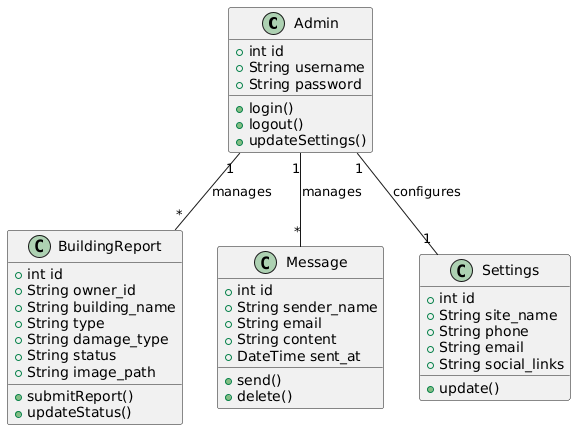 C Admin
+ int id
+ String username
+ String password
+ login()
+ logout()
+ updateSettings()
1 1 1
manages manages configures
* * 1
C BuildingReport
int id
String owner_id
String building_name
String type
String damage_type
String status
String image_path
submitReport()
updateStatus()
C Message
int id
String sender_name
String email
String content
DateTime sent_at
send()
delete()
C Settings
int id
String site_name
String phone
String email
String social_links
update()